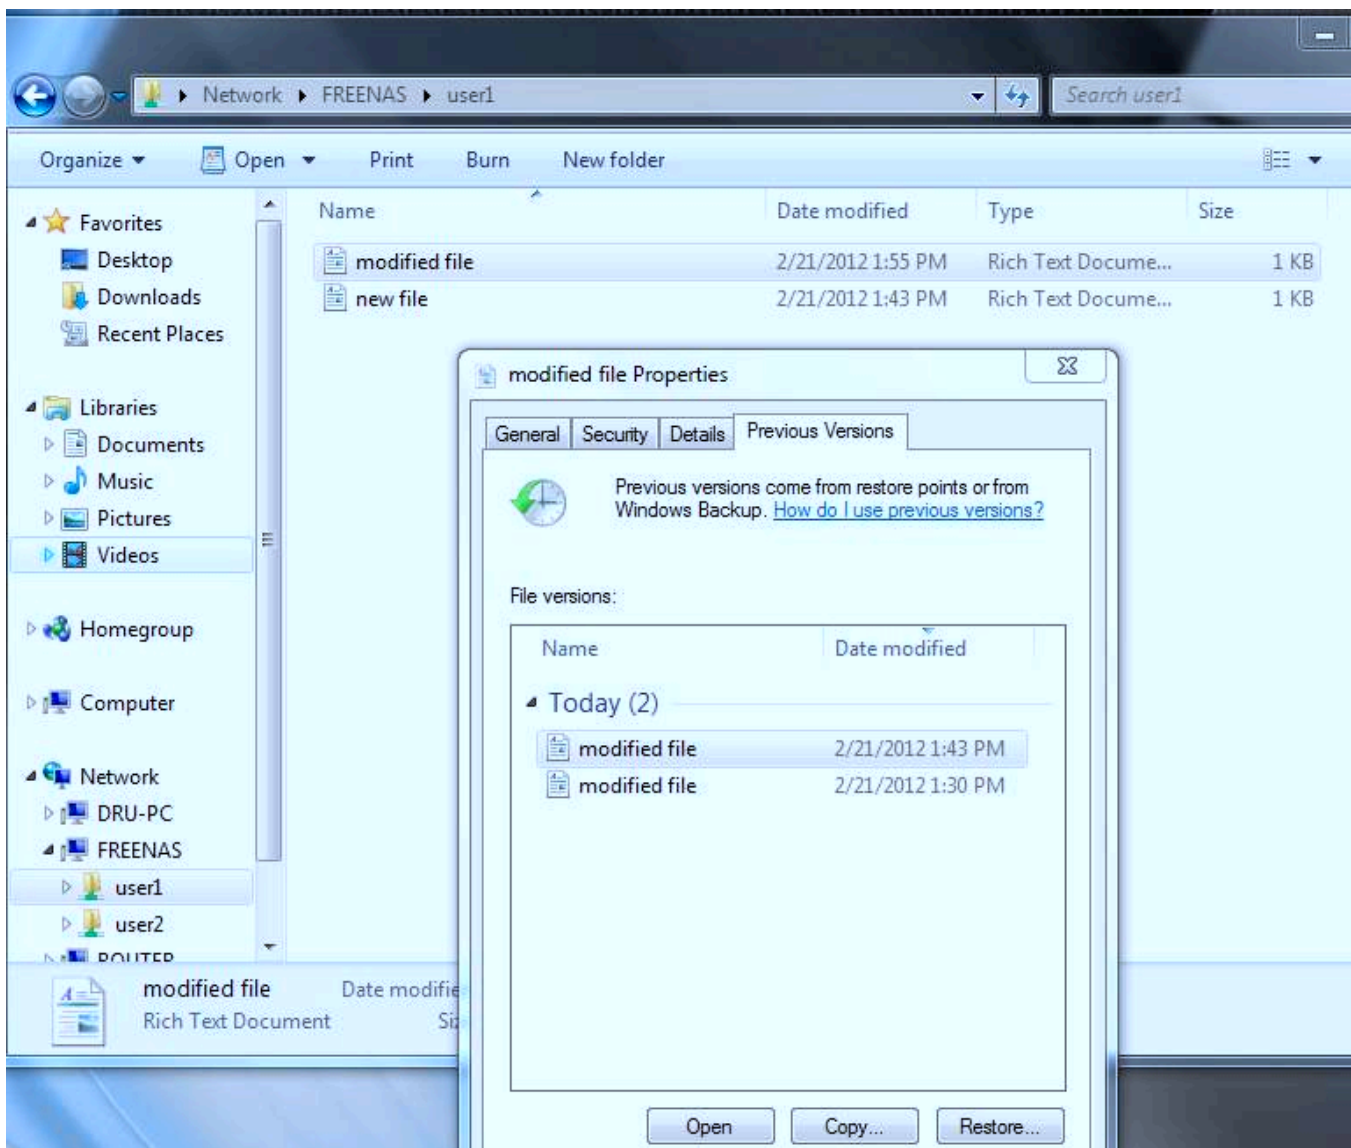 Network FREENAS user1 Search user1
Organize Open Print Burn New folder
Name Date modified Type Size
modified file 2/21/2012 1:55 PM Rich Text Docume... 1 KB
new file 2/21/2012 1:43 PM Rich Text Docume... 1 KB
Favorites
Desktop
Downloads
Recent Places
Libraries
Documents
Music
Pictures
Videos
Homegroup
Computer
Network
DRU-PC
FREENAS
user1
user2
ROUTER
modified file Properties
General Security Details Previous Versions
Previous versions come from restore points or from
Windows Backup. How do I use previous versions?
File versions:
Name Date modified
Today (2)
modified file 2/21/2012 1:43 PM
modified file 2/21/2012 1:30 PM
Open Copy... Restore...
modified file Date modifie
Rich Text Document Siz